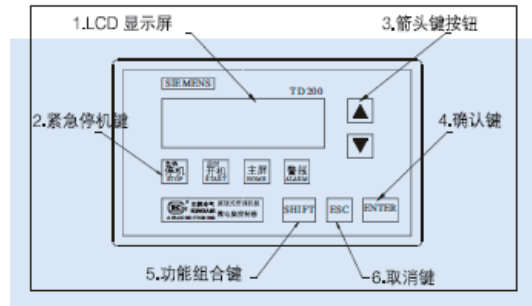 1.LCD 显示屏
3.箭头键按钮
SIEMENS
TD 200
2.紧急停机键
4.确认键
停机
STOP
开机
START
主屏
HOME
警报
ALARM
SHIFT
ESC
ENTER
5.功能组合键
6.取消键